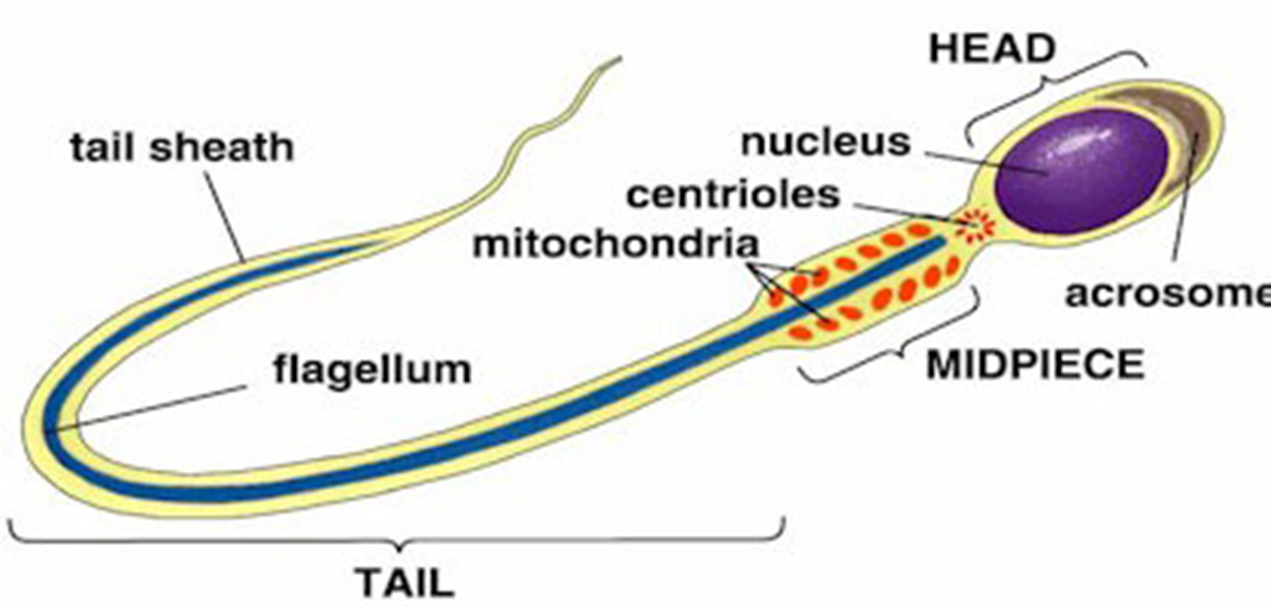 HEAD
tail sheath
nucleus
centrioles
mitochondria
acrosome
flagellum
MIDPIECE
TAIL